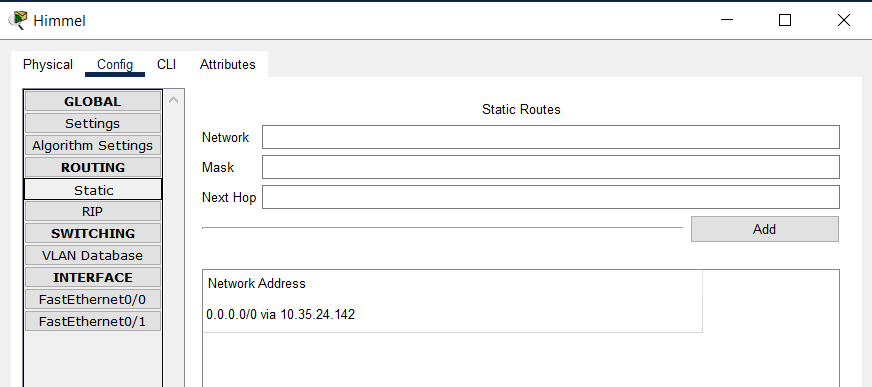 Himmel
Physical Config CLI Attributes
GLOBAL
Settings
Algorithm Settings
ROUTING
Static
RIP
SWITCHING
VLAN Database
INTERFACE
FastEthernet0/0
FastEthernet0/1
Static Routes
Network
Mask
Next Hop
Add
Network Address
0.0.0.0/0 via 10.35.24.142